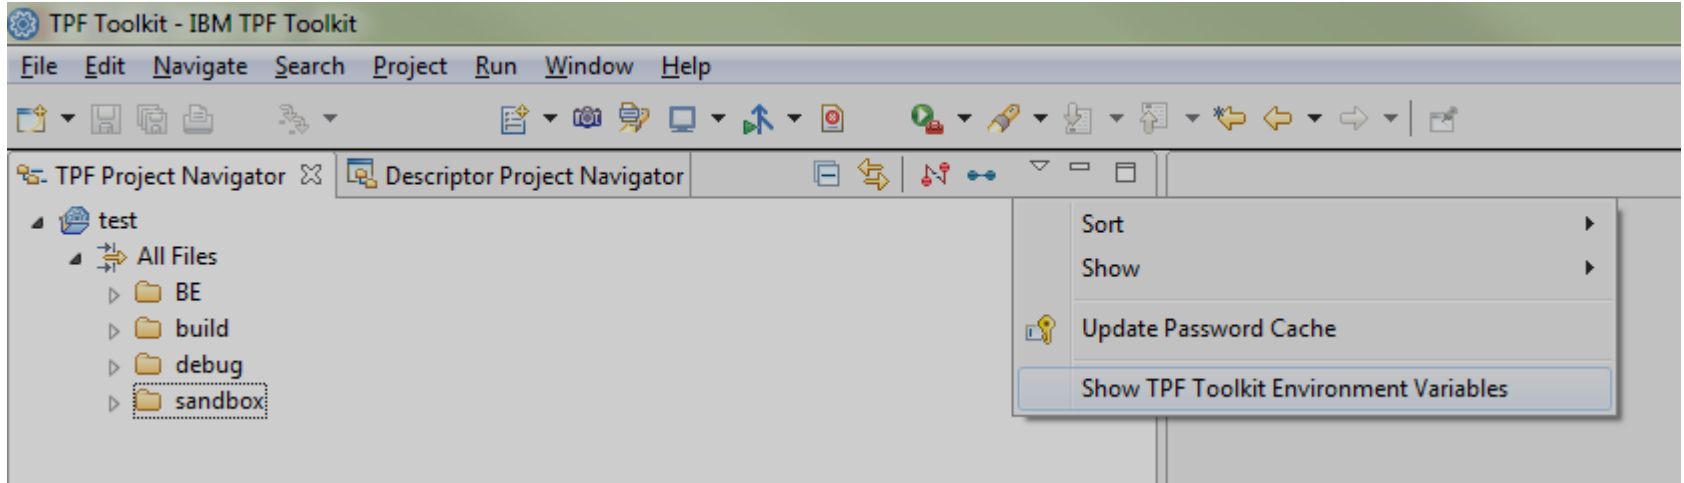 TPF Toolkit - IBM TPF Toolkit
File Edit Navigate Search Project Run Window Help
TPF Project Navigator Descriptor Project Navigator
test
All Files
BE
build
debug
sandbox
Sort
Show
Update Password Cache
Show TPF Toolkit Environment Variables